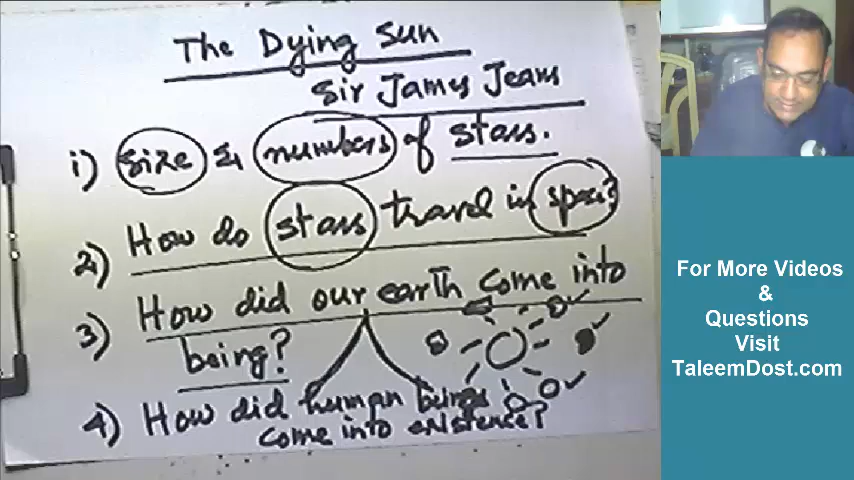 The Dying Sun
Sir James Jeans
i) size & numbers of stars.
2) How do stars travel in space?
3) How did our earth come into
being?
4) How did human beings
come into existence?
For More Videos
&
Questions
Visit
TaleemDost.com